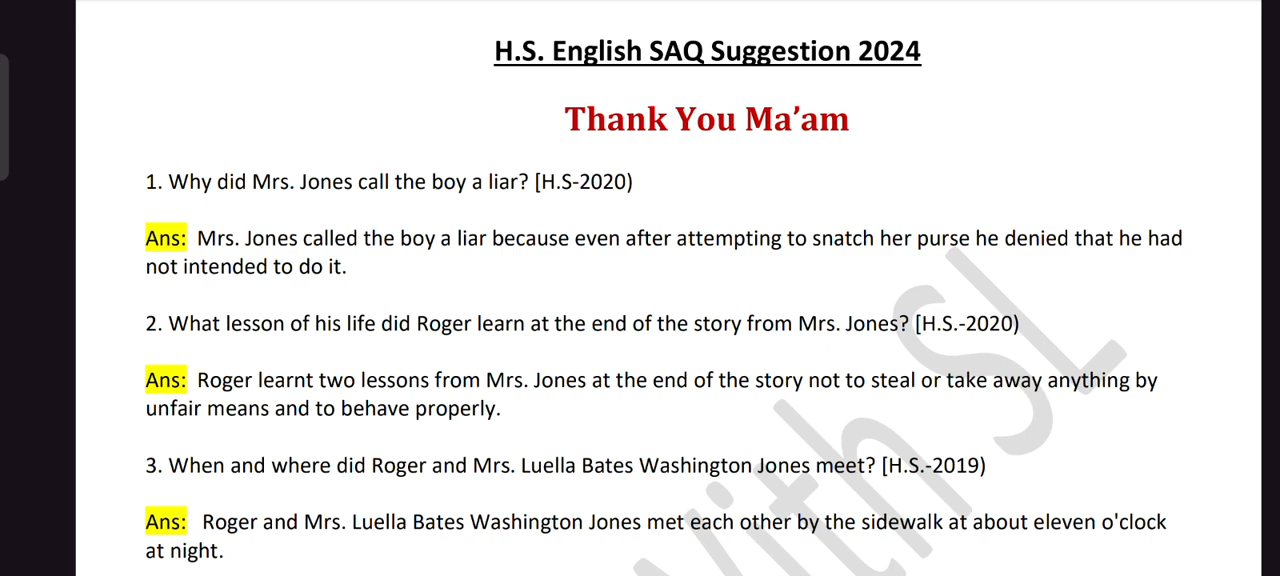 H.S. English SAQ Suggestion 2024
Thank You Ma’am
1. Why did Mrs. Jones call the boy a liar? [H.S-2020)
Ans: Mrs. Jones called the boy a liar because even after attempting to snatch her purse he denied that he had
not intended to do it.
2. What lesson of his life did Roger learn at the end of the story from Mrs. Jones? [H.S.-2020)
Ans: Roger learnt two lessons from Mrs. Jones at the end of the story not to steal or take away anything by
unfair means and to behave properly.
3. When and where did Roger and Mrs. Luella Bates Washington Jones meet? [H.S.-2019)
Ans: Roger and Mrs. Luella Bates Washington Jones met each other by the sidewalk at about eleven o'clock
at night.
With SL